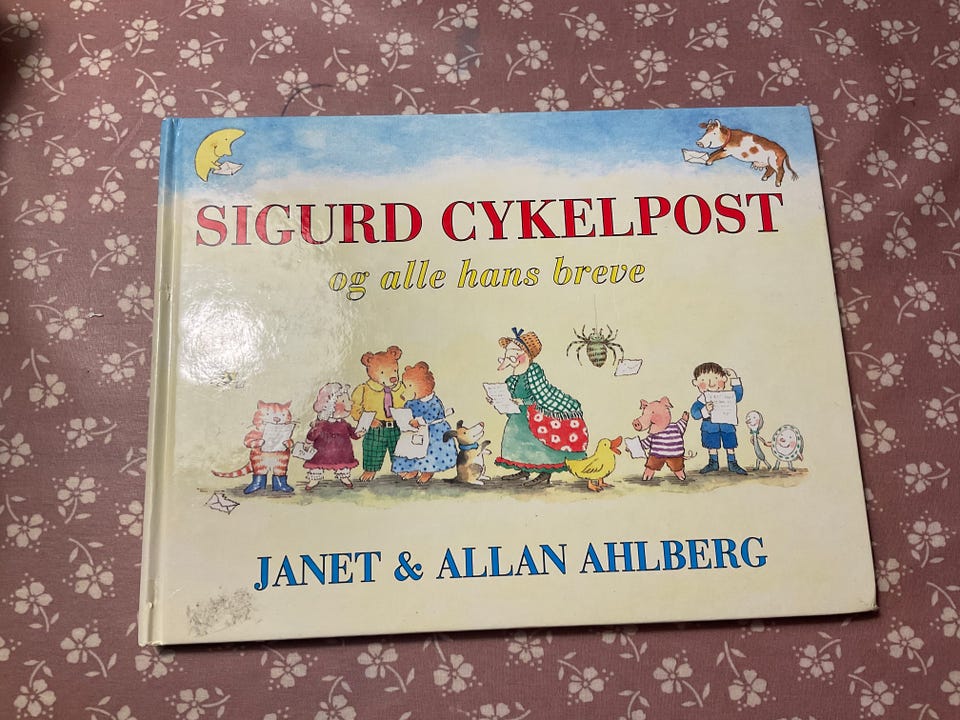 SIGURD CYKELPOST
og alle hans breve
JANET & ALLAN AHLBERG